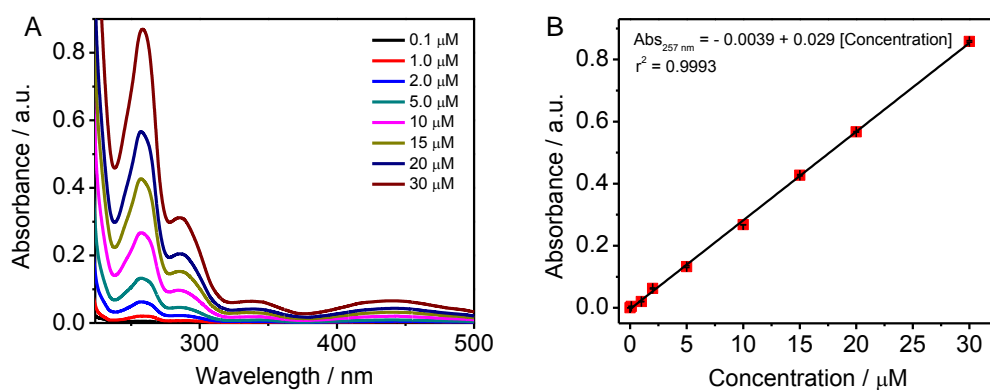 A
0.8
0.6
0.4
0.2
0.0
Absorbance / a.u.
300
400
500
Wavelength / nm
0.1 μM
1.0 μM
2.0 μM
5.0 μM
10 μM
15 μM
20 μM
30 μM
B
0.8
0.6
0.4
0.2
0.0
Absorbance / a.u.
Abs257 nm = - 0.0039 + 0.029 [Concentration]
r² = 0.9993
0
5
10
15
20
25
30
Concentration / μM